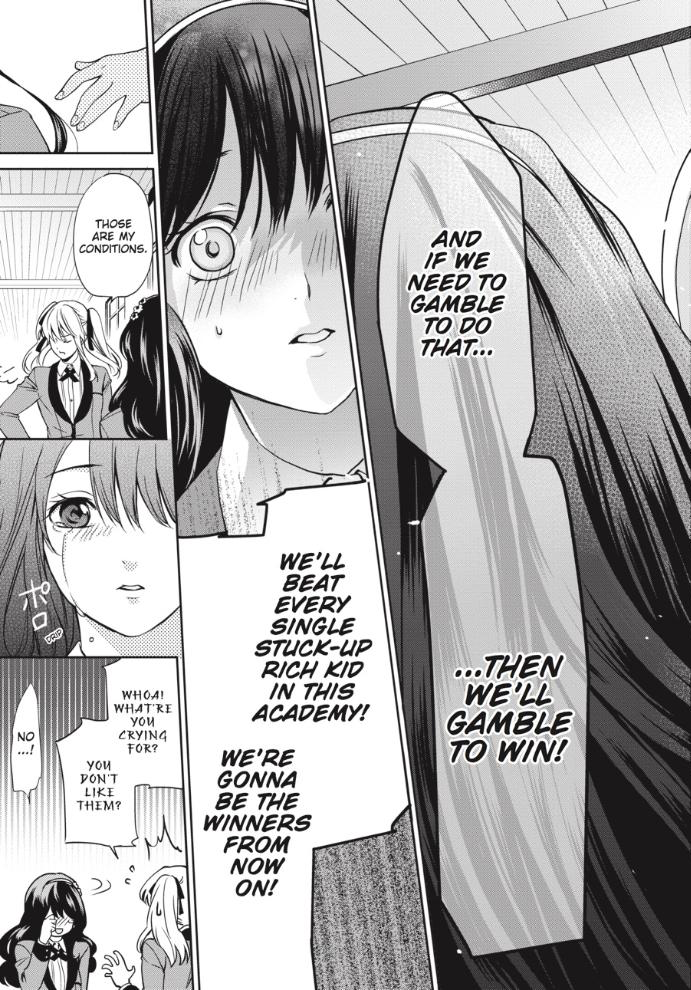 AND
IF WE
NEED TO
GAMBLE
TO DO
THAT...
...THEN
WE'LL
GAMBLE
TO WIN!
WE'LL
BEAT
EVERY
SINGLE
STUCK-UP
RICH KID
IN THIS
ACADEMY!
WE'RE
GONNA
BE THE
WINNERS
FROM
NOW
ON!
THOSE
ARE MY
CONDITIONS.
ポロ
DRIP
WHOA!
WHAT'RE
YOU
CRYING
FOR?
YOU
DON'T
LIKE
THEM?
NO
...!